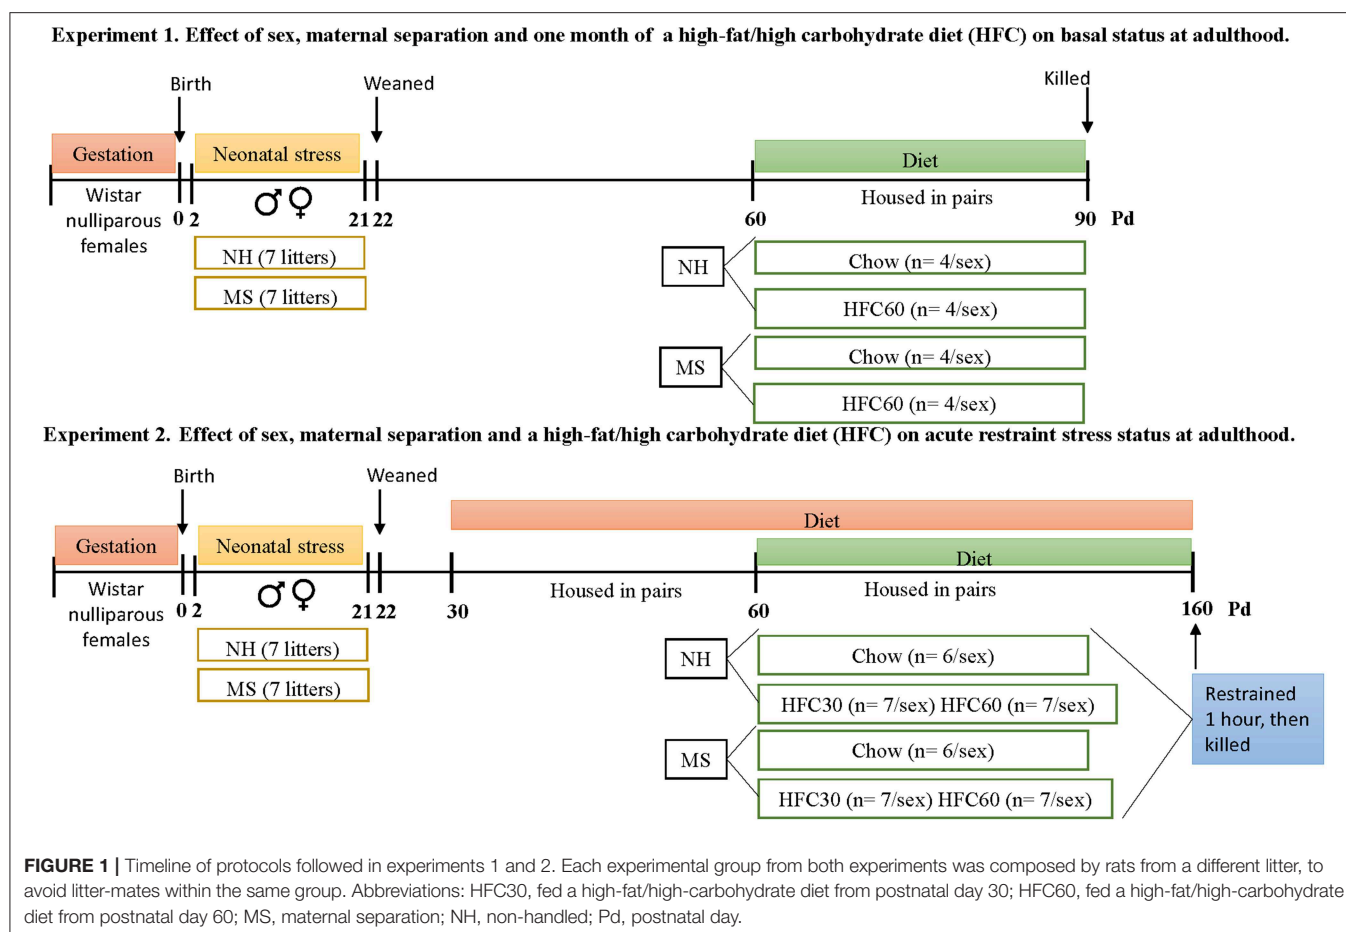 Experiment 1. Effect of sex, maternal separation and one month of a high-fat/high carbohydrate diet (HFC) on basal status at adulthood.
Birth
Weaned
Killed
Gestation
Neonatal stress
Diet
Wistar
nulliparous
females
0
2
♂♀
21
22
Housed in pairs
60
90
Pd
NH (7 litters)
MS (7 litters)
NH
Chow (n= 4/sex)
HFC60 (n= 4/sex)
MS
Chow (n= 4/sex)
HFC60 (n= 4/sex)
Experiment 2. Effect of sex, maternal separation and a high-fat/high carbohydrate diet (HFC) on acute restraint stress status at adulthood.
Birth
Weaned
Diet
Gestation
Neonatal stress
Diet
Wistar
nulliparous
females
0
2
♂♀
21
22
30
Housed in pairs
60
Housed in pairs
160
Pd
NH (7 litters)
MS (7 litters)
NH
Chow (n= 6/sex)
HFC30 (n= 7/sex) HFC60 (n= 7/sex)
MS
Chow (n= 6/sex)
HFC30 (n= 7/sex) HFC60 (n= 7/sex)
Restrained
1 hour, then
killed
FIGURE 1 | Timeline of protocols followed in experiments 1 and 2. Each experimental group from both experiments was composed by rats from a different litter, to
avoid litter-mates within the same group. Abbreviations: HFC30, fed a high-fat/high-carbohydrate diet from postnatal day 30; HFC60, fed a high-fat/high-carbohydrate
diet from postnatal day 60; MS, maternal separation; NH, non-handled; Pd, postnatal day.